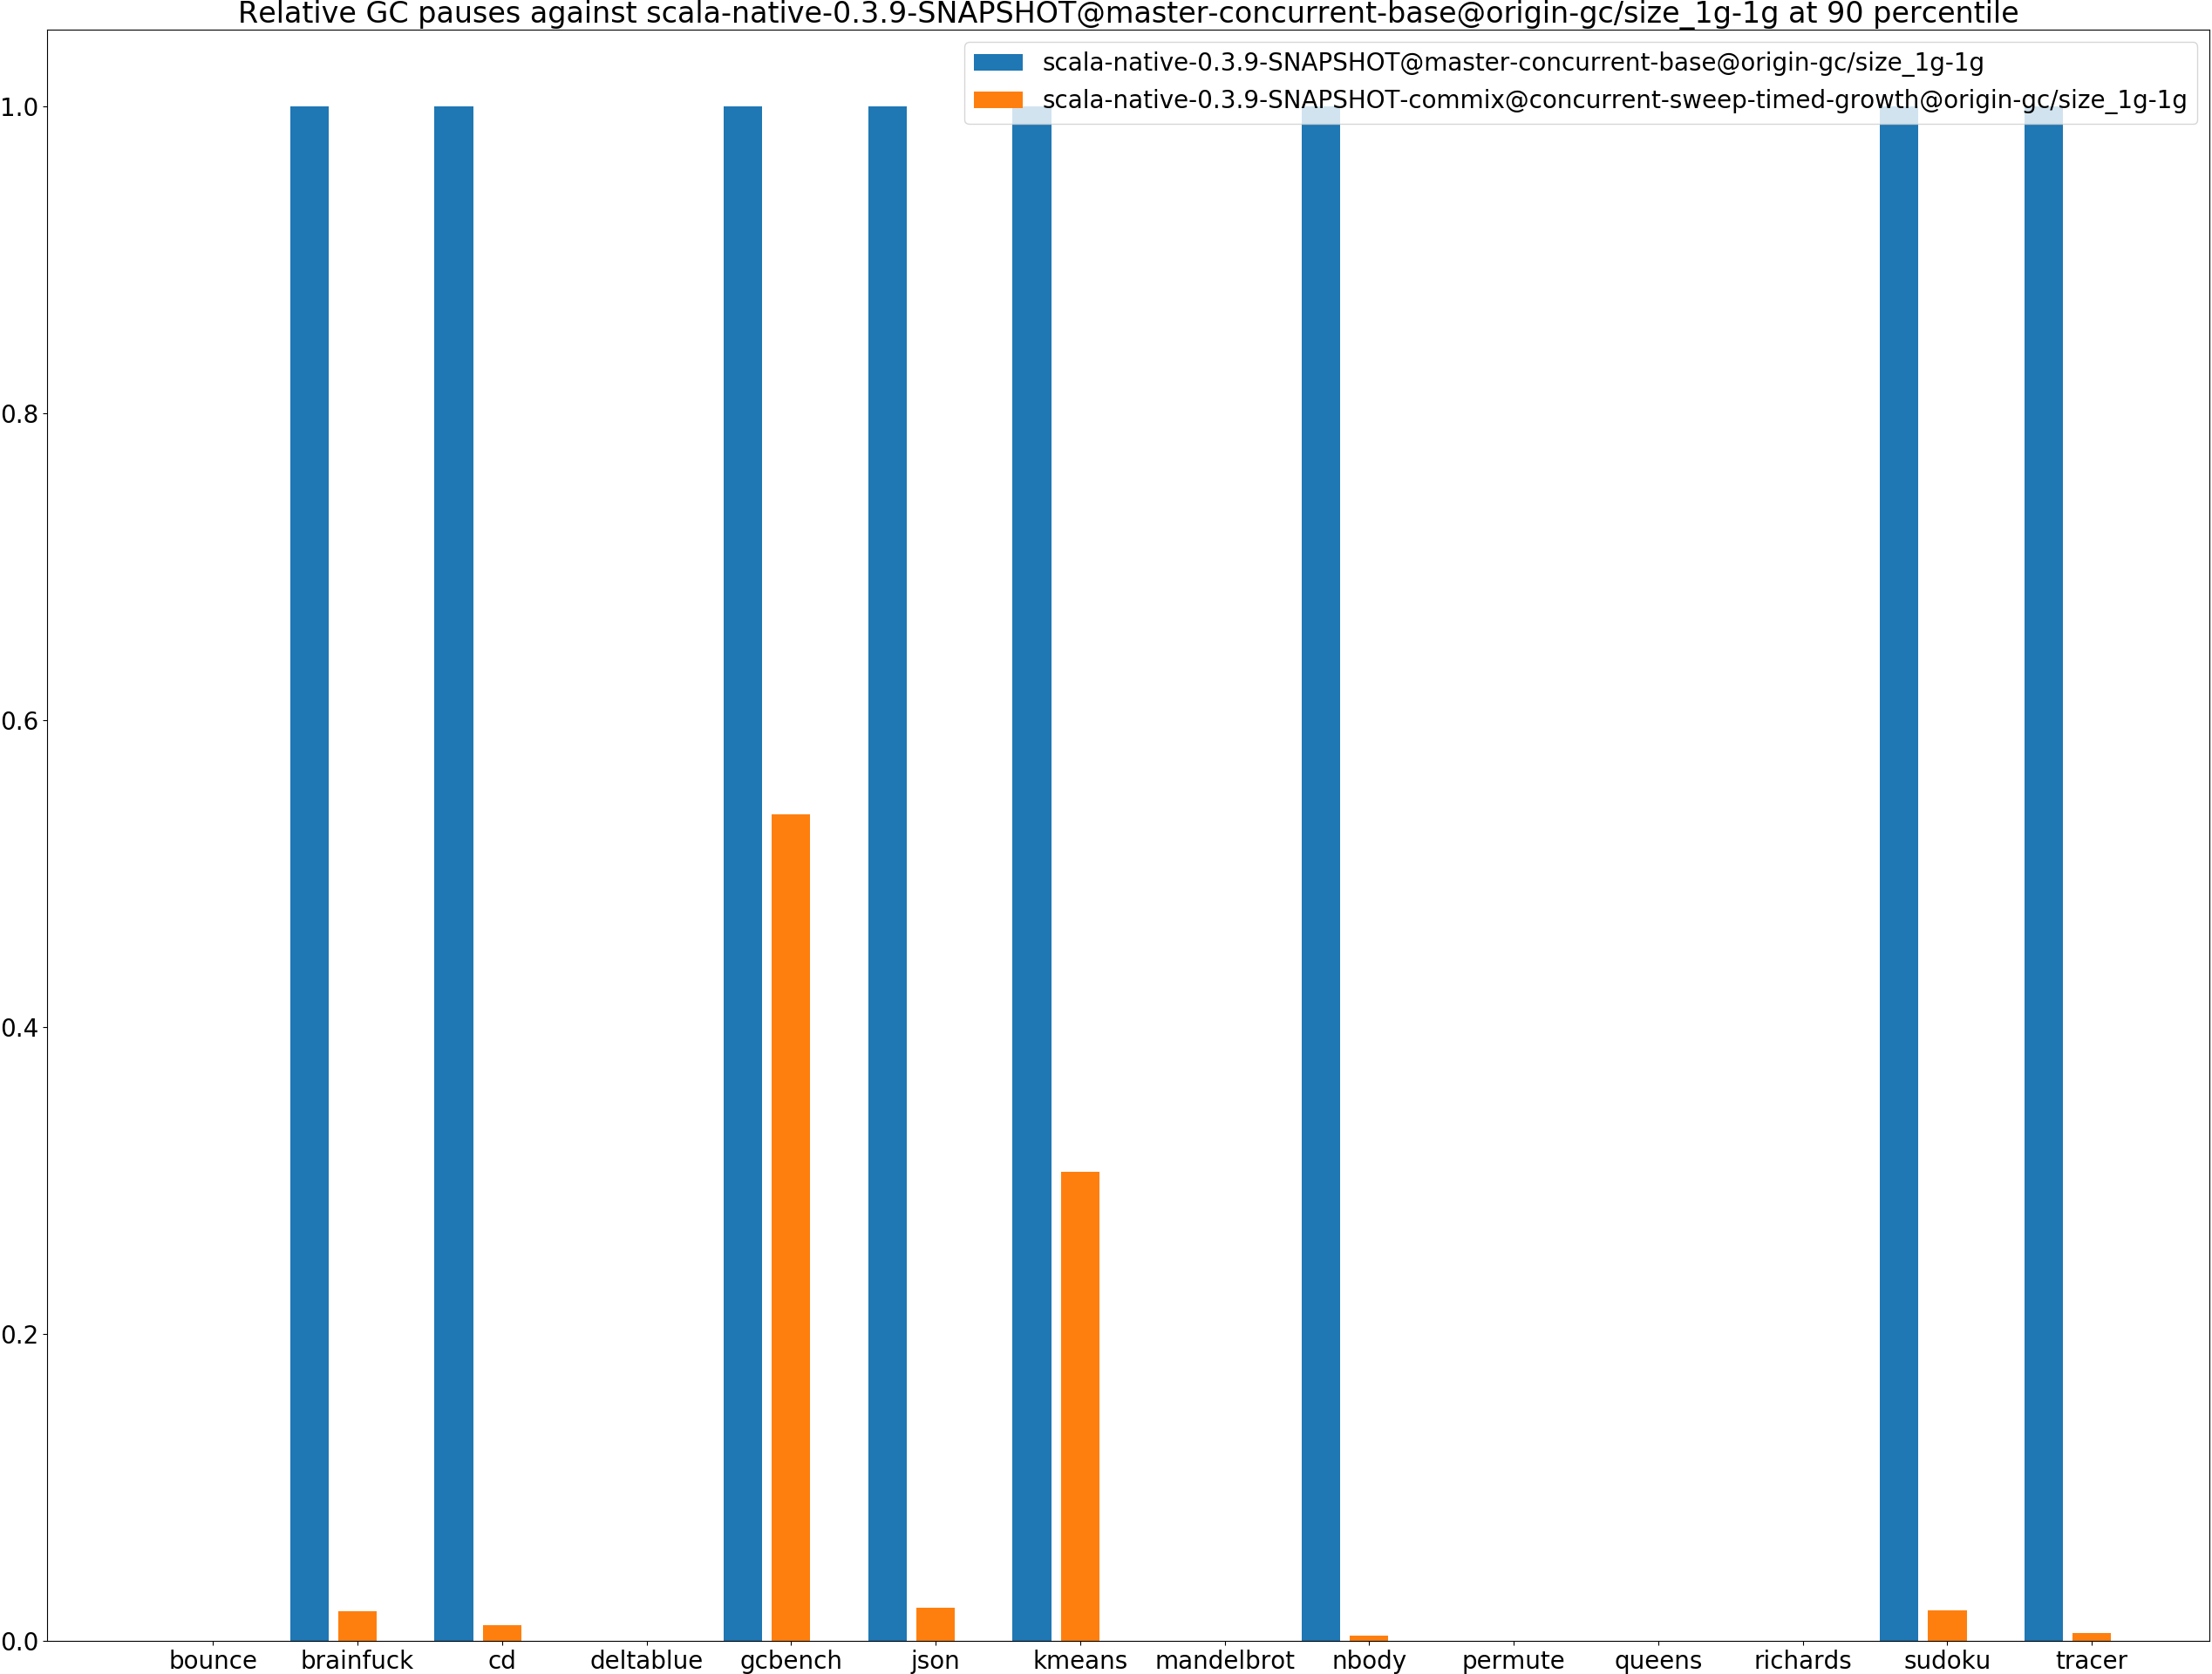 Relative GC pauses against scala-native-0.3.9-SNAPSHOT@master-concurrent-base@origin-gc/size_1g-1g at 90 percentile
scala-native-0.3.9-SNAPSHOT@master-concurrent-base@origin-gc/size_1g-1g
scala-native-0.3.9-SNAPSHOT-commix@concurrent-sweep-timed-growth@origin-gc/size_1g-1g
1.0
0.8
0.6
0.4
0.2
0.0
bounce brainfuck cd deltablue gcbench json kmeans mandelbrot nbody permute queens richards sudoku tracer